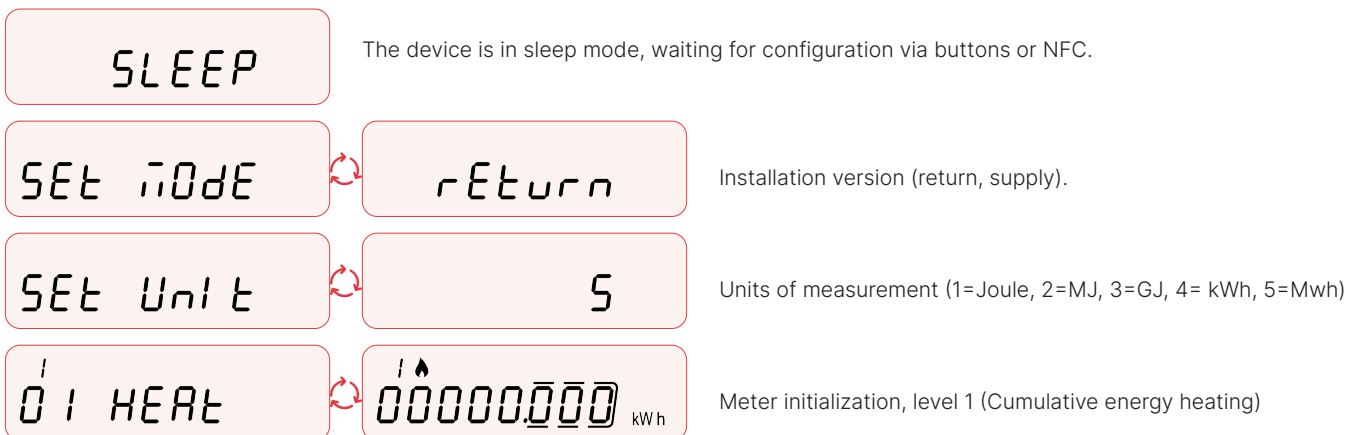 SLEEP
The device is in sleep mode, waiting for configuration via buttons or NFC.
SEt mOdE
rEturn
Installation version (return, supply).
SEt UnIt
5
Units of measurement (1=Joule, 2=MJ, 3=GJ, 4= kWh, 5=Mwh)
1
01 HEAt
1
00000.000 kWh
Meter initialization, level 1 (Cumulative energy heating)